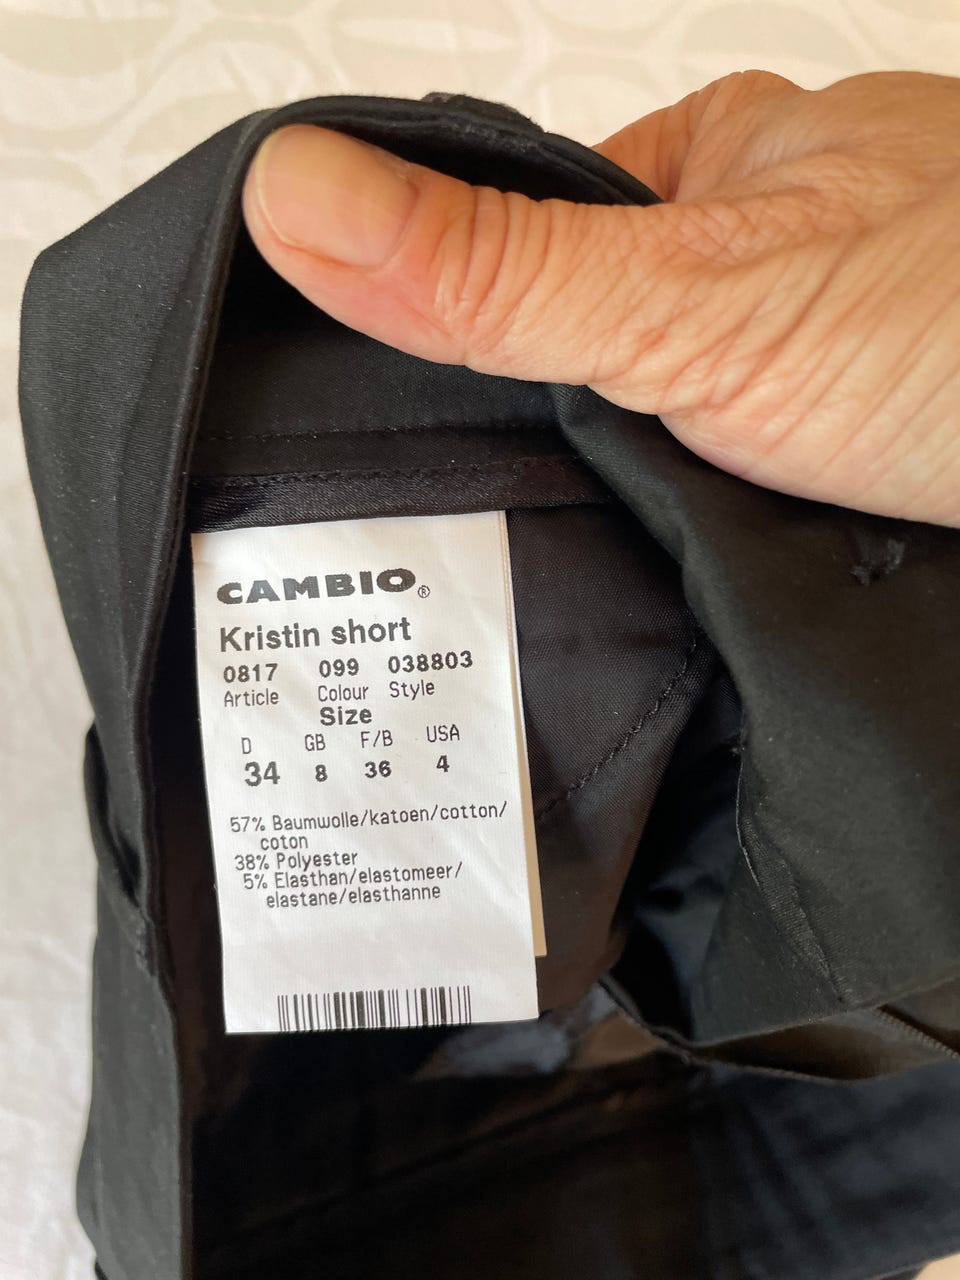 CAMBIO®
Kristin short
0817 099 038803
Article Colour Style
Size
D GB F/B USA
34 8 36 4
57% Baumwolle/katoen/cotton/
coton
38% Polyester
5% Elasthan/elastomeer/
elastane/elasthanne